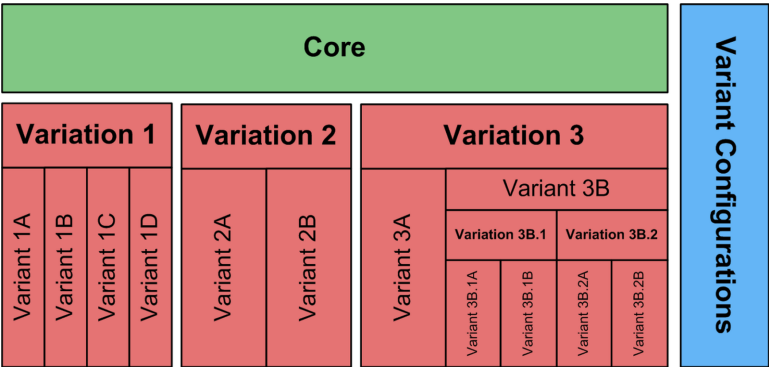 Core
Variant Configurations
Variation 1
Variation 2
Variation 3
Variant 1A
Variant 1B
Variant 1C
Variant 1D
Variant 2A
Variant 2B
Variant 3A
Variant 3B
Variation 3B.1
Variation 3B.2
Variant 3B.1A
Variant 3B.1B
Variant 3B.2A
Variant 3B.2B